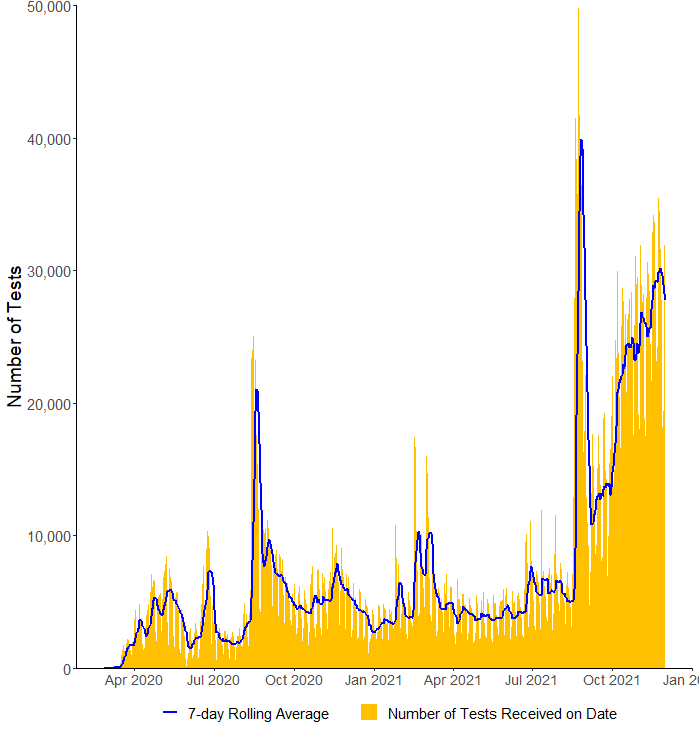 50,000
40,000
30,000
20,000
10,000
0
Number of Tests
Apr 2020 Jul 2020 Oct 2020 Jan 2021 Apr 2021 Jul 2021 Oct 2021 Jan 20
7-day Rolling Average Number of Tests Received on Date